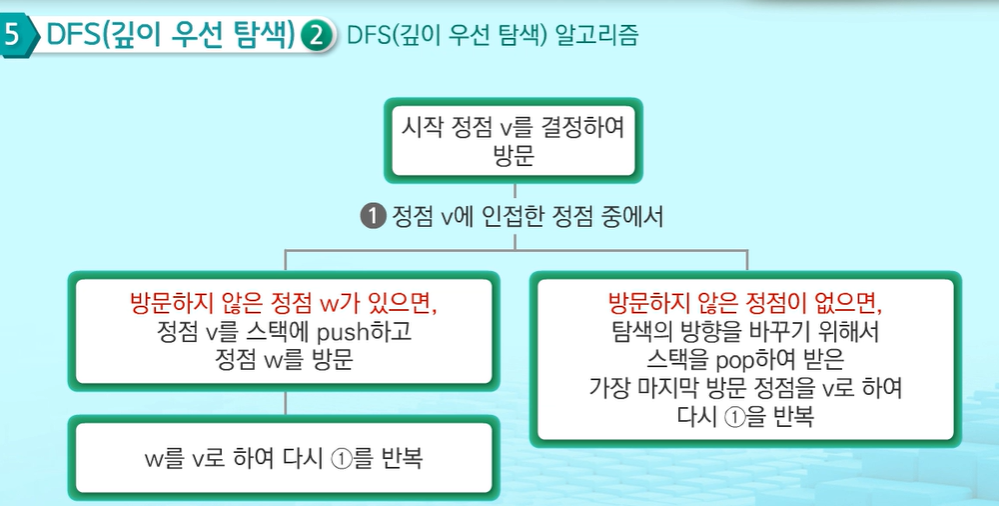 5 DFS(깊이 우선 탐색) 2 DFS(깊이 우선 탐색) 알고리즘
시작 정점 v를 결정하여
방문
❶ 정점 v에 인접한 정점 중에서
방문하지 않은 정점 w가 있으면,
정점 v를 스택에 push하고
정점 w를 방문
w를 v로 하여 다시 ①를 반복
방문하지 않은 정점이 없으면,
탐색의 방향을 바꾸기 위해서
스택을 pop하여 받은
가장 마지막 방문 정점을 v로 하여
다시 ①을 반복